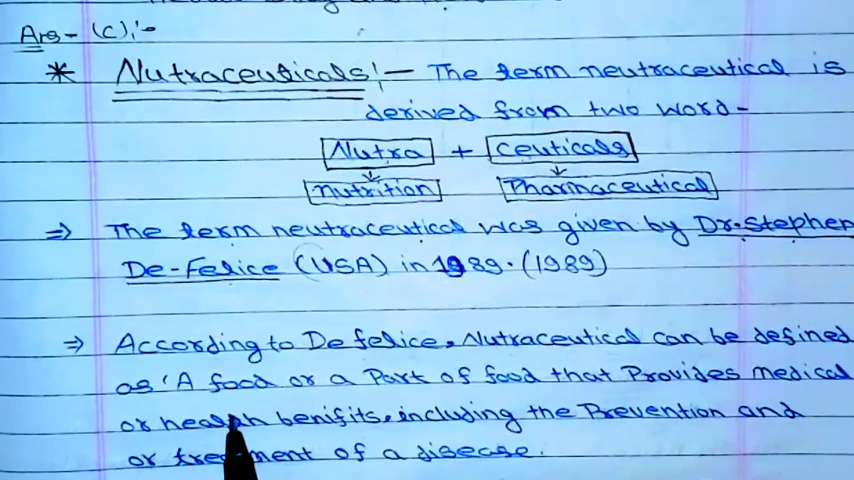 Ans- (C):-
* Nutraceuticals:- The term neutraceutical is
derived from two word-
Nutra + ceuticals
nutrition Pharmaceutical
⇒ The term neutraceutical was given by Dr. Stephen
De-Felice (USA) in 1989. (1989)
⇒ According to De felice, Nutraceutical can be defined
as 'A food or a Part of food that Provides medical
or health benifits, including the Prevention and
or treatment of a disease.